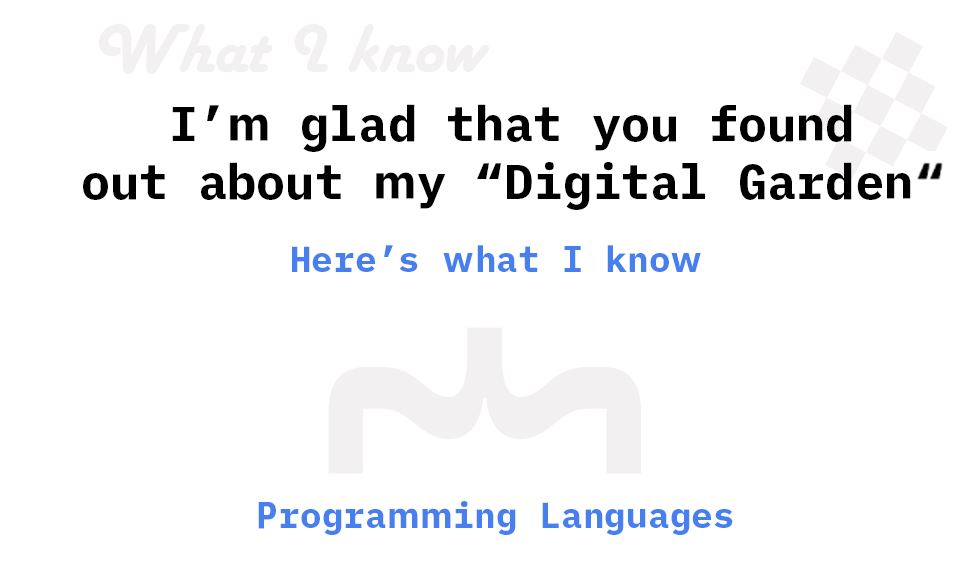 What I know
I’m glad that you found
out about my “Digital Garden“
Here’s what I know
Programming Languages